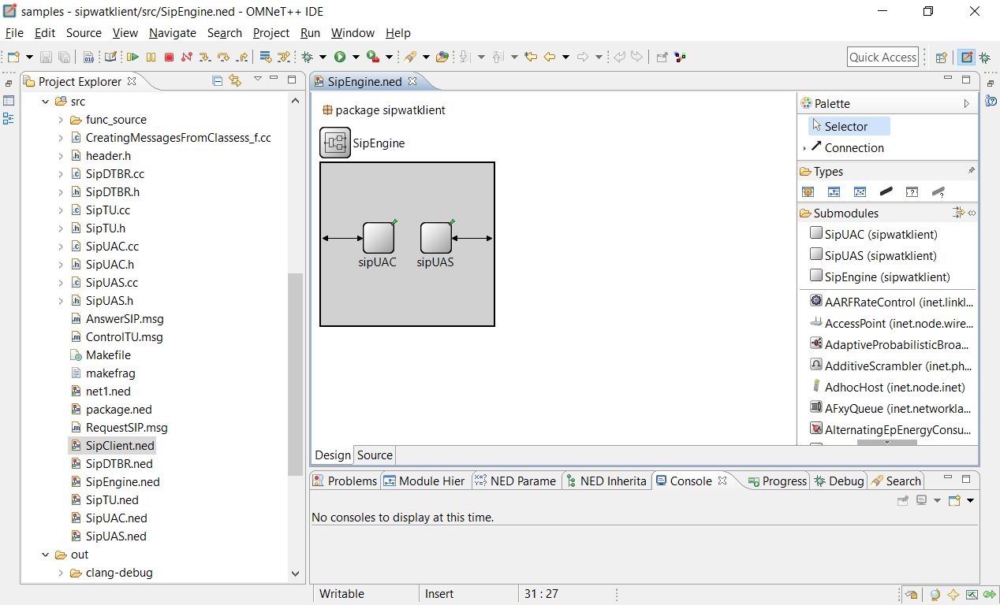 samples - sipwatklient/src/SipEngine.ned - OMNeT++ IDE
File Edit Source View Navigate Search Project Run Window Help
Quick Access
Project Explorer
src
func_source
CreatingMessagesFromClassess_f.cc
header.h
SipDTBR.cc
SipDTBR.h
SipTU.cc
SipTU.h
SipUAC.cc
SipUAC.h
SipUAS.cc
SipUAS.h
AnswerSIP.msg
ControlTU.msg
Makefile
makefrag
net1.ned
package.ned
RequestSIP.msg
SipClient.ned
SipDTBR.ned
SipEngine.ned
SipTU.ned
SipUAC.ned
SipUAS.ned
out
clang-debug
SipEngine.ned
package sipwatklient
SipEngine
sipUAC sipUAS
Design Source
Palette
Selector
Connection
Types
Submodules
SipUAC (sipwatklient)
SipUAS (sipwatklient)
SipEngine (sipwatklient)
AARFRateControl (inet.linkl...
AccessPoint (inet.node.wire...
AdaptiveProbabilisticBroa...
AdditiveScrambler (inet.ph...
AdhocHost (inet.node.inet)
AFxyQueue (inet.networkla...
AlternatingEpEnergyConsu...
Problems Module Hier NED Parame NED Inherita Console Progress Debug Search
No consoles to display at this time.
Writable Insert 31 : 27